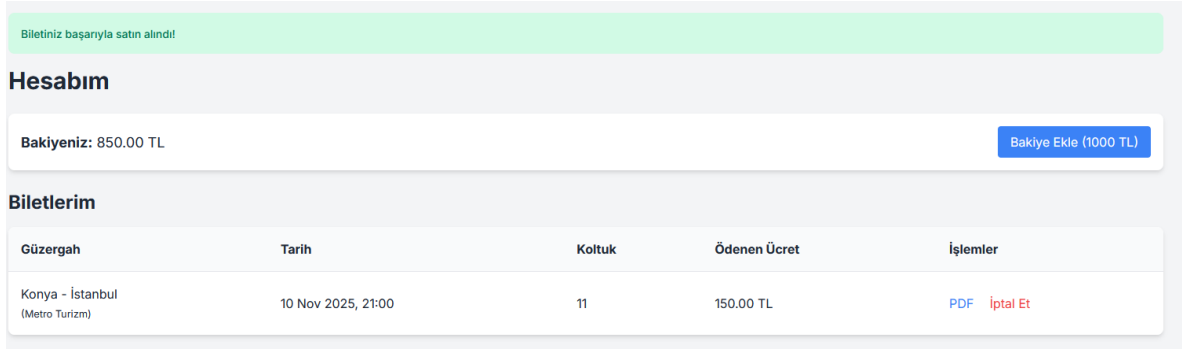 Biletiniz başarıyla satın alındı!
Hesabım
Bakiyeniz: 850.00 TL
Bakiye Ekle (1000 TL)
Biletlerim
Güzergah Tarih Koltuk Ödenen Ücret İşlemler
Konya - İstanbul
(Metro Turizm)
10 Nov 2025, 21:00 11 150.00 TL PDF İptal Et